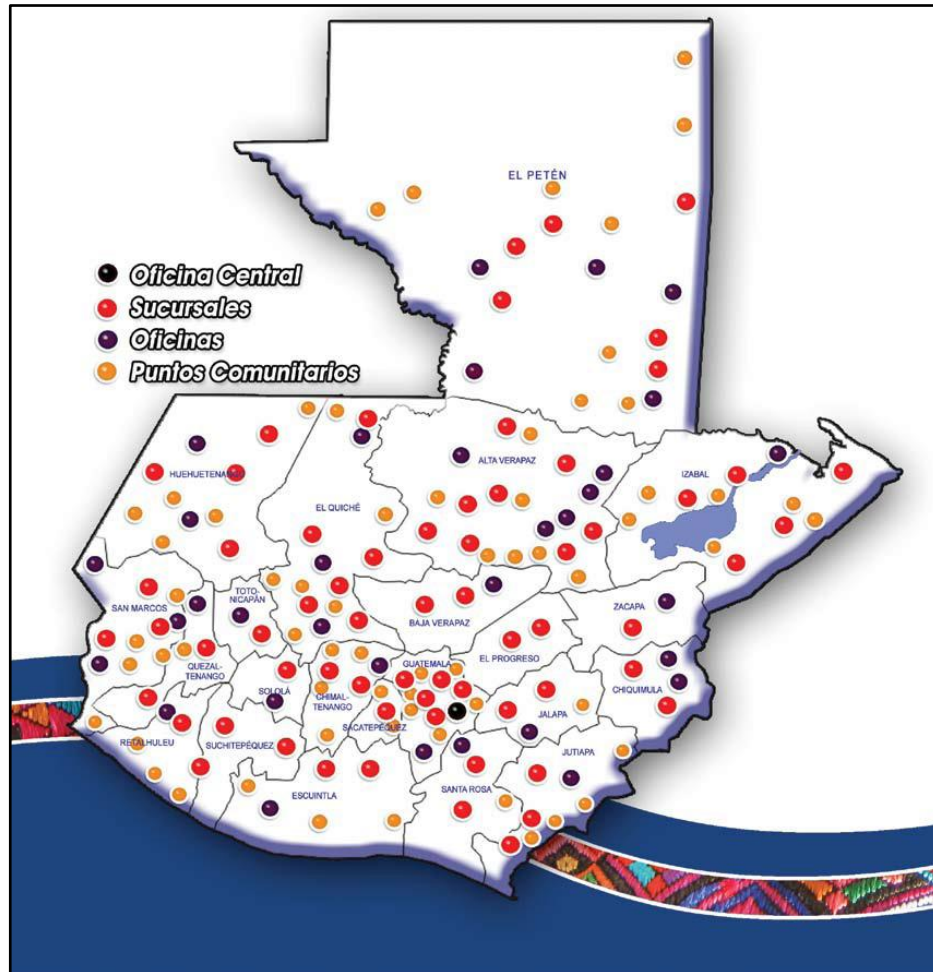 EL PETÉN
Oficina Central
Sucursales
Oficinas
Puntos Comunitarios
HUEHUETENANGO
ALTA VERAPAZ
IZABAL
EL QUICHÉ
SAN MARCOS
TOTO-
NICAPÁN
BAJA VERAPAZ
ZACAPA
QUEZAL-
TENANGO
SOLOLÁ
CHIMAL-
TENANGO
GUATEMALA
EL PROGRESO
CHIQUIMULA
SACATEPÉQUEZ
JALAPA
RETALHULEU
SUCHITEPÉQUEZ
JUTIAPA
ESCUINTLA
SANTA ROSA